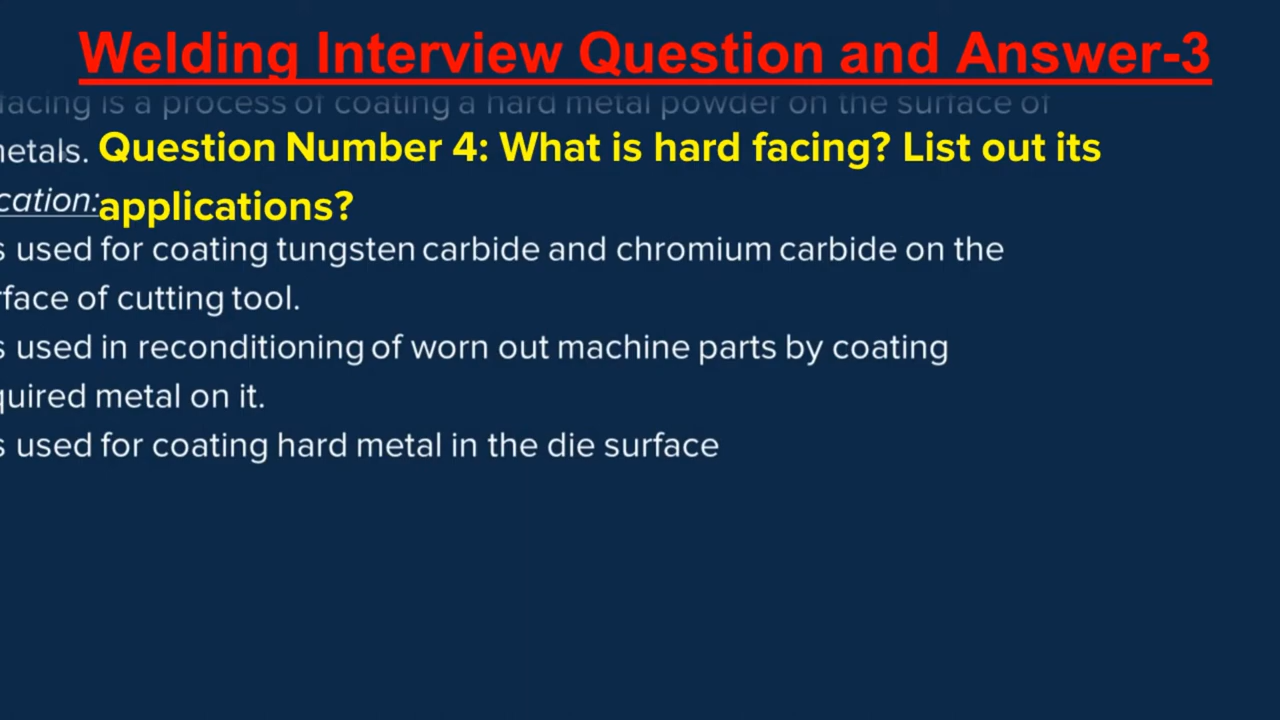 Welding Interview Question and Answer-3
facing is a process of coating a hard metal powder on the surface of
etals. Question Number 4: What is hard facing? List out its
cation: applications?
s used for coating tungsten carbide and chromium carbide on the
face of cutting tool.
s used in reconditioning of worn out machine parts by coating
quired metal on it.
s used for coating hard metal in the die surface